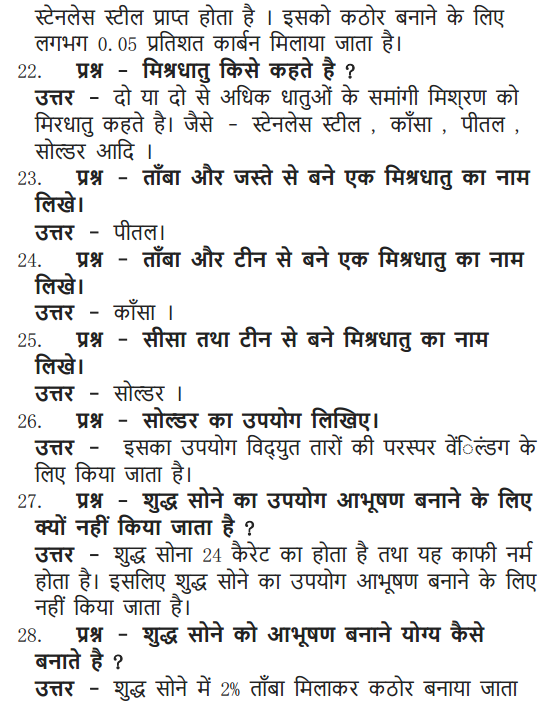 स्टेनलेस स्टील प्राप्त होता है । इसको कठोर बनाने के लिए
लगभग 0.05 प्रतिशत कार्बन मिलाया जाता है।
22. प्रश्न - मिश्रधातु किसे कहते है ?
उत्तर - दो या दो से अधिक धातुओं के समांगी मिश्रण को
मिरधातु कहते है। जैसे - स्टेनलेस स्टील , काँसा , पीतल ,
सोल्डर आदि ।
23. प्रश्न - ताँबा और जस्ते से बने एक मिश्रधातु का नाम
लिखे।
उत्तर - पीतल।
24. प्रश्न - ताँबा और टीन से बने एक मिश्रधातु का नाम
लिखे।
उत्तर - काँसा ।
25. प्रश्न - सीसा तथा टीन से बने मिश्रधातु का नाम
लिखे।
उत्तर - सोल्डर ।
26. प्रश्न - सोल्डर का उपयोग लिखिए।
उत्तर - इसका उपयोग विद्युत तारों की परस्पर वेंिल्डंग के
लिए किया जाता है।
27. प्रश्न - शुद्ध सोने का उपयोग आभूषण बनाने के लिए
क्यों नहीं किया जाता है ?
उत्तर - शुद्ध सोना 24 कैरेट का होता है तथा यह काफी नर्म
होता है। इसलिए शुद्ध सोने का उपयोग आभूषण बनाने के लिए
नहीं किया जाता है।
28. प्रश्न - शुद्ध सोने को आभूषण बनाने योग्य कैसे
बनाते है ?
उत्तर - शुद्ध सोने में 2% ताँबा मिलाकर कठोर बनाया जाता